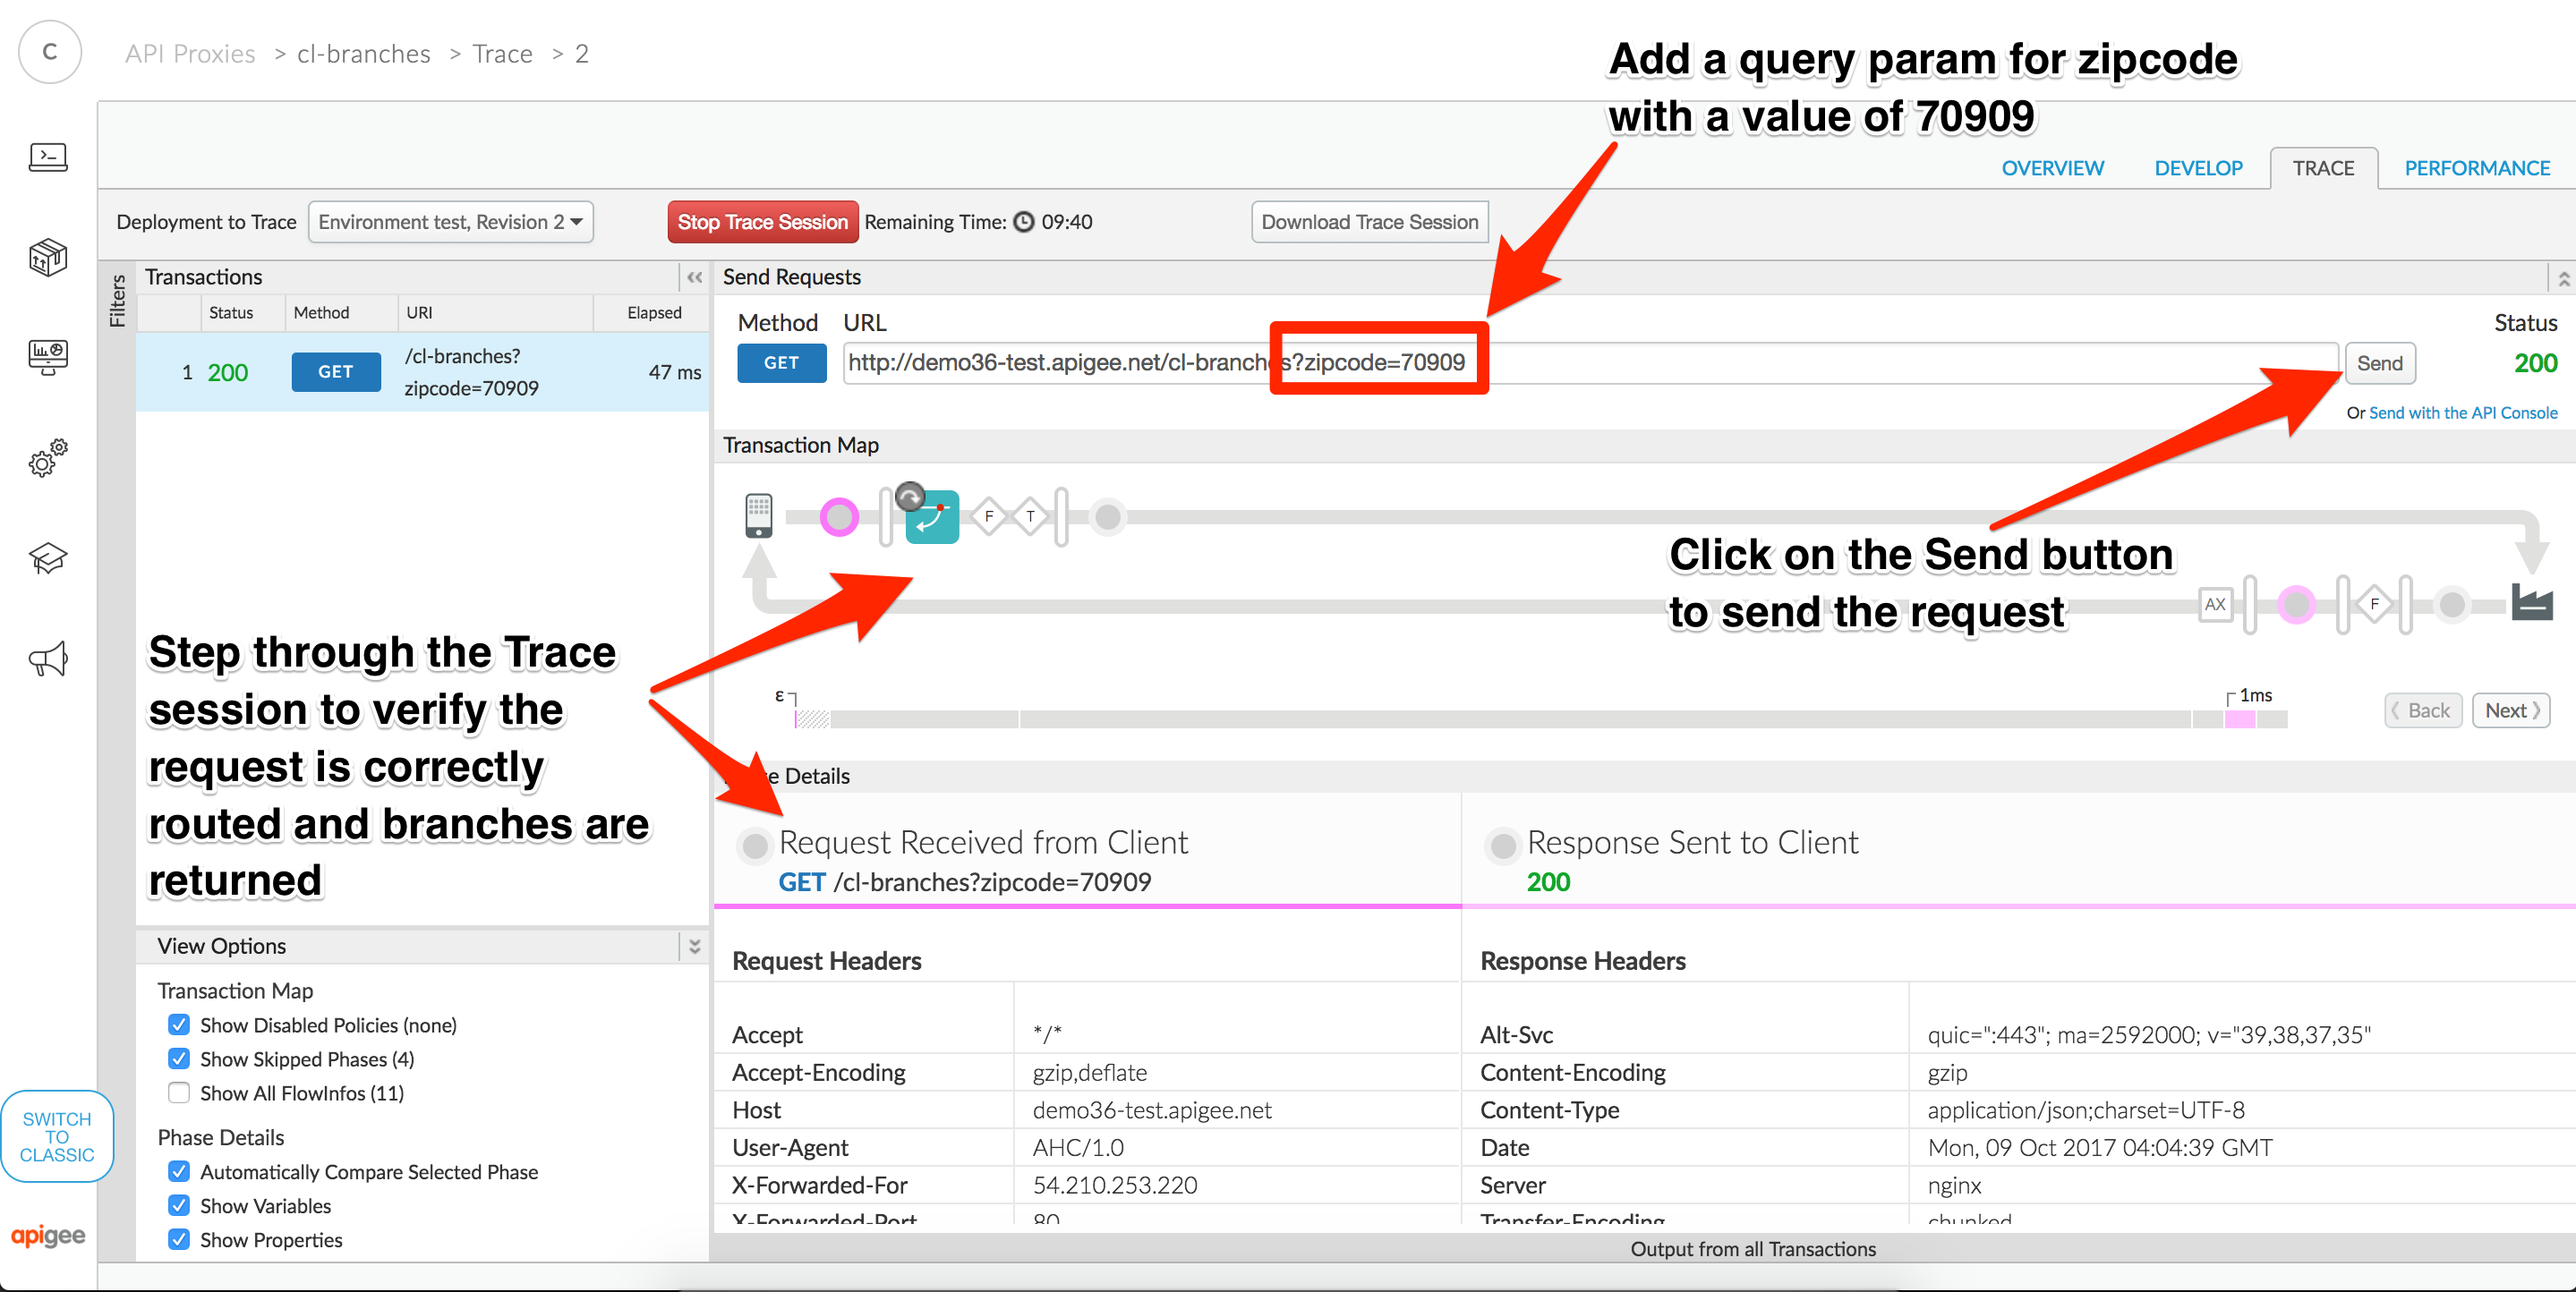 C
API Proxies > cl-branches > Trace > 2
Add a query param for zipcode
with a value of 70909
OVERVIEW DEVELOP TRACE PERFORMANCE
Deployment to Trace Environment test, Revision 2 Stop Trace Session Remaining Time: 09:40 Download Trace Session
Filters
Transactions
Status Method URI Elapsed
1 200 GET /cl-branches? 47 ms
zipcode=70909
Send Requests
Method URL Status
GET http://demo36-test.apigee.net/cl-branches?zipcode=70909 Send 200
Or Send with the API Console
Transaction Map
F T
Click on the Send button
to send the request
AX F
Step through the Trace
session to verify the
request is correctly
routed and branches are
returned
ε 1ms Back Next
e Details
Request Received from Client
GET /cl-branches?zipcode=70909
Response Sent to Client
200
Request Headers
Accept */*
Accept-Encoding gzip,deflate
Host demo36-test.apigee.net
User-Agent AHC/1.0
X-Forwarded-For 54.210.253.220
X-Forwarded-Port 80
Response Headers
Alt-Svc quic=":443"; ma=2592000; v="39,38,37,35"
Content-Encoding gzip
Content-Type application/json;charset=UTF-8
Date Mon, 09 Oct 2017 04:04:39 GMT
Server nginx
Transfer-Encoding chunked
Output from all Transactions
View Options
Transaction Map
Show Disabled Policies (none)
Show Skipped Phases (4)
Show All FlowInfos (11)
Phase Details
Automatically Compare Selected Phase
Show Variables
Show Properties
SWITCH
TO
CLASSIC
apigee